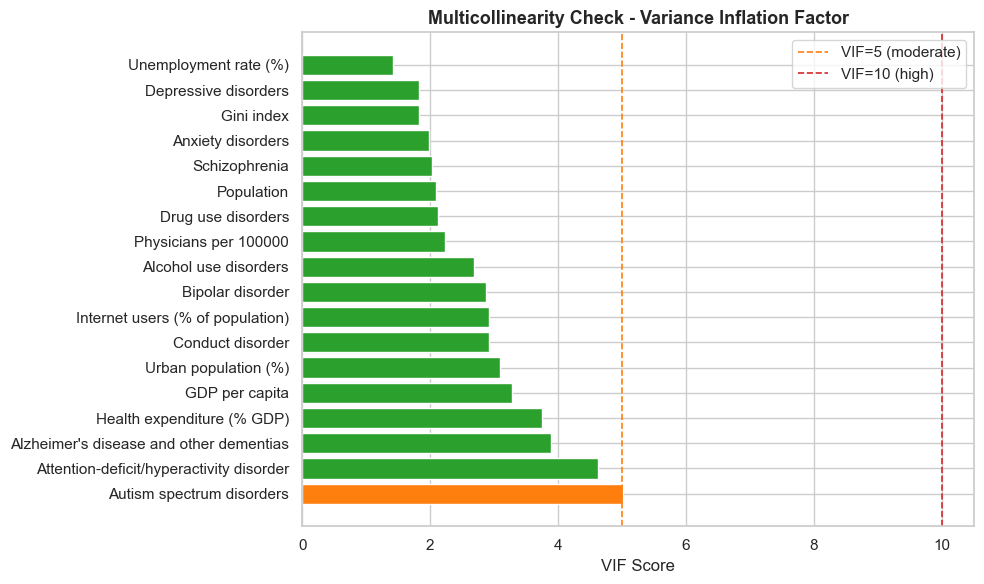 Multicollinearity Check - Variance Inflation Factor
VIF=5 (moderate)
VIF=10 (high)
Unemployment rate (%)
Depressive disorders
Gini index
Anxiety disorders
Schizophrenia
Population
Drug use disorders
Physicians per 100000
Alcohol use disorders
Bipolar disorder
Internet users (% of population)
Conduct disorder
Urban population (%)
GDP per capita
Health expenditure (% GDP)
Alzheimer's disease and other dementias
Attention-deficit/hyperactivity disorder
Autism spectrum disorders
0 2 4 6 8 10
VIF Score